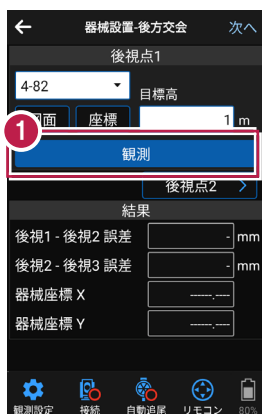 ← 器械設置-後方交会 次へ
後視点1
4-82 目標高
図面 座標 1 m
1
観測
後視点2 >
結果
後視1 - 後視2 誤差 - mm
後視2 - 後視3 誤差 - mm
器械座標 X ------.----
器械座標 Y ------.----
観測設定 接続 自動追尾 リモコン 80%